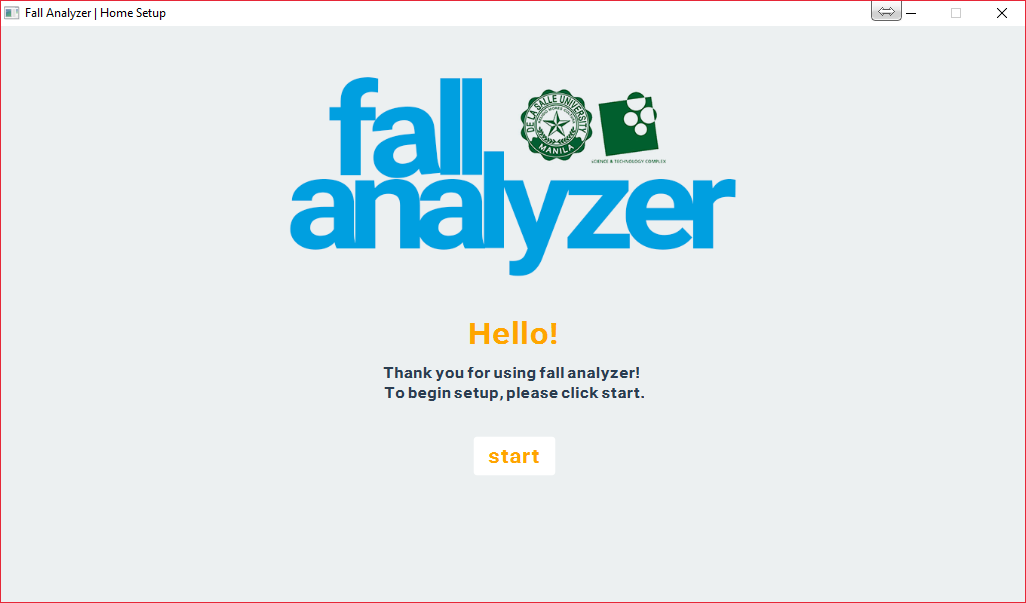 Fall Analyzer | Home Setup
fall
analyzer
DE LA SALLE UNIVERSITY
MANILA
SCIENCE & TECHNOLOGY COMPLEX
Hello!
Thank you for using fall analyzer!
To begin setup, please click start.
start